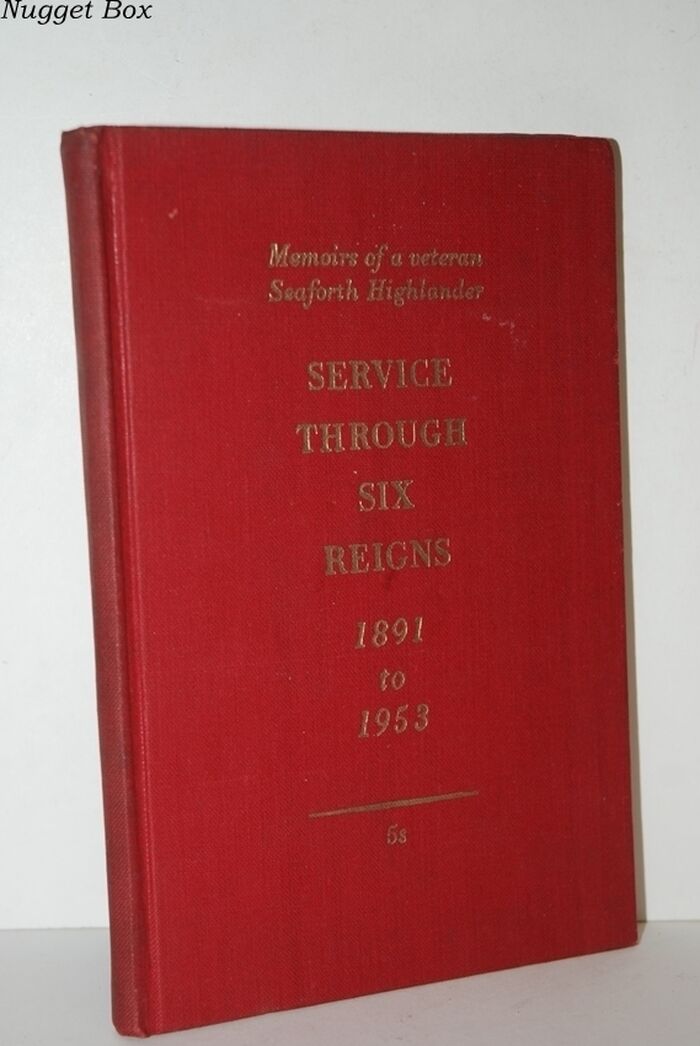 Nugget Box
Memoirs of a veteran
Seaforth Highlander
SERVICE
THROUGH
SIX
REIGNS
1891
to
1953
5s